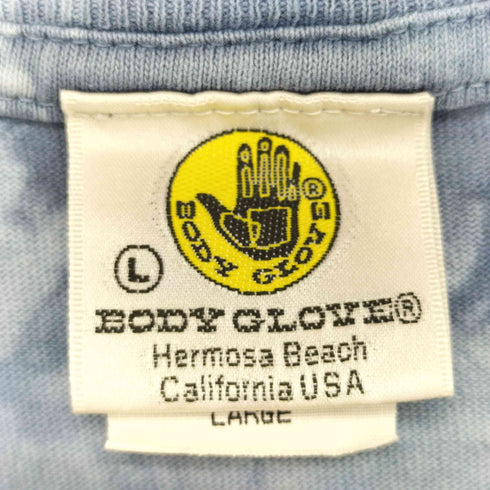 BODY GLOVE®
L
BODY GLOVE®
Hermosa Beach
California USA
LARGE